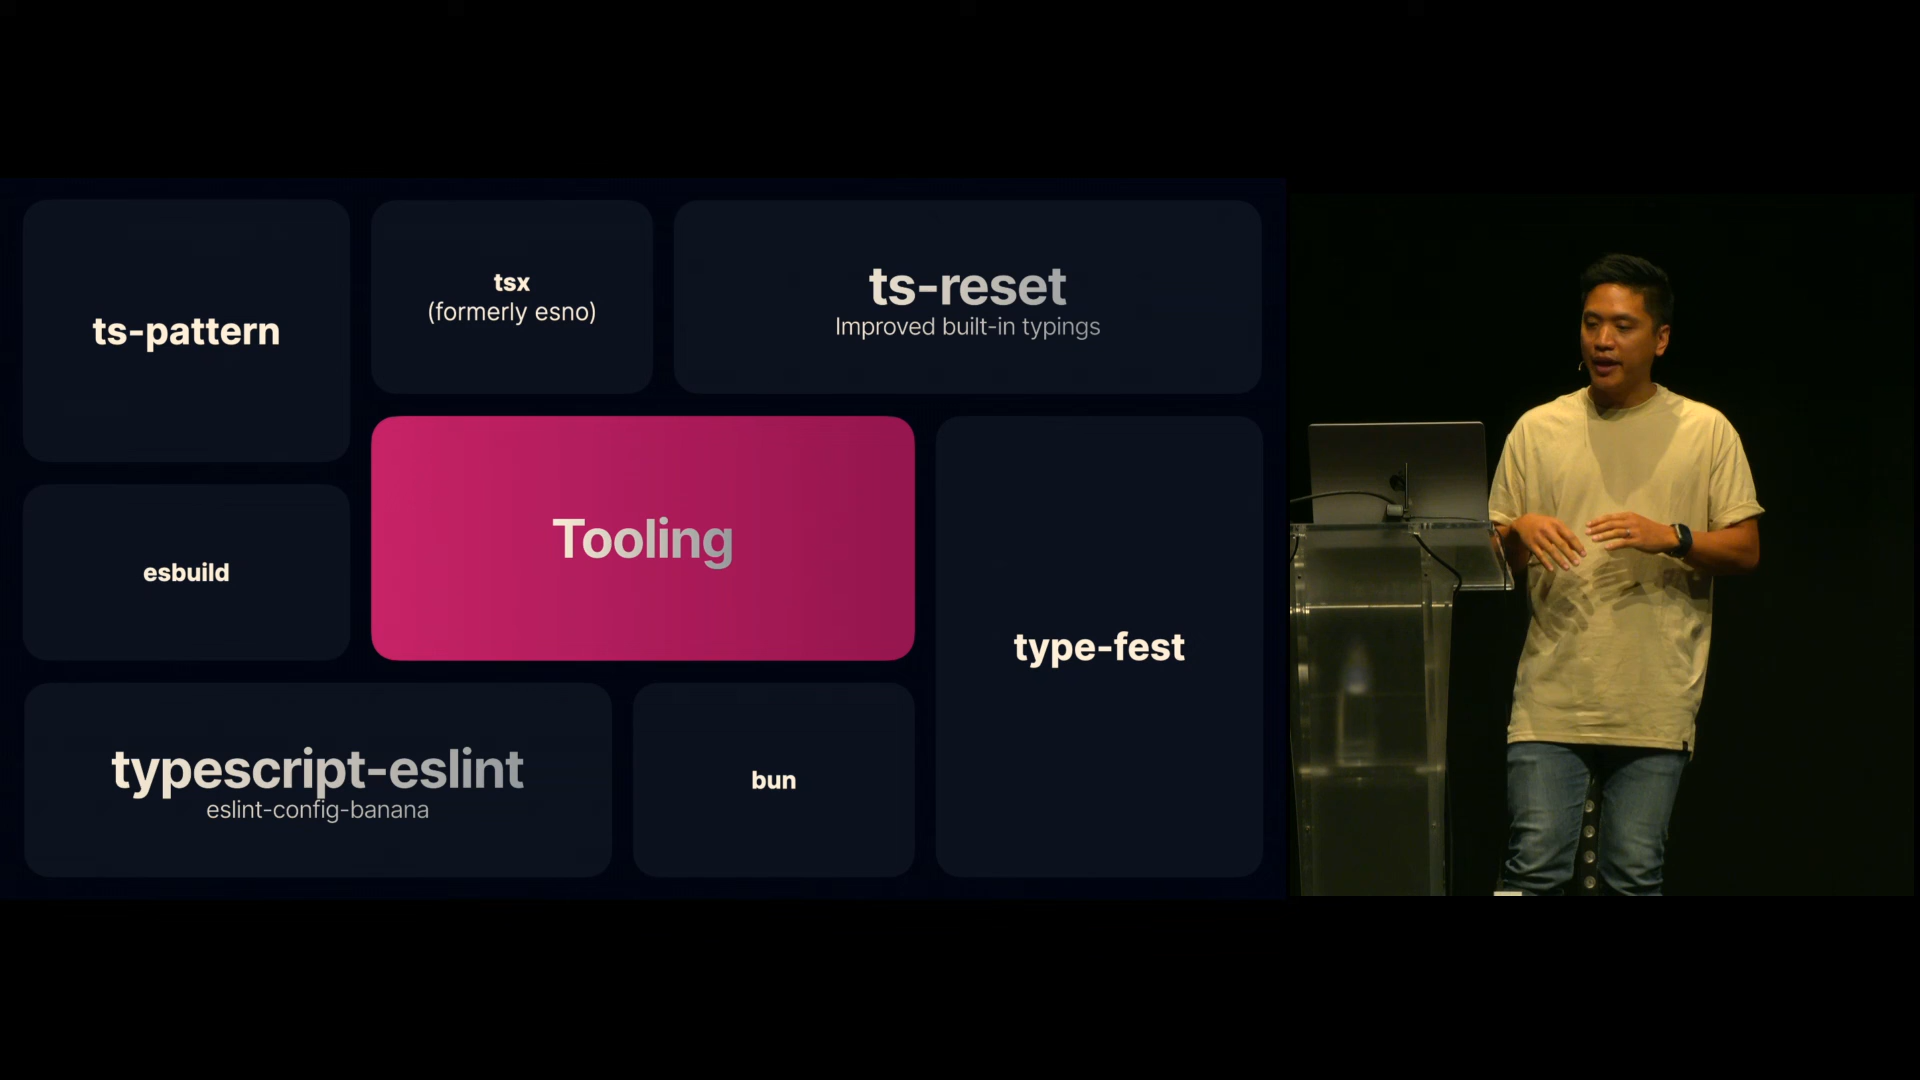 ts-pattern
tsx
(formerly esno)
ts-reset
Improved built-in typings
esbuild
Tooling
type-fest
typescript-eslint
eslint-config-banana
bun